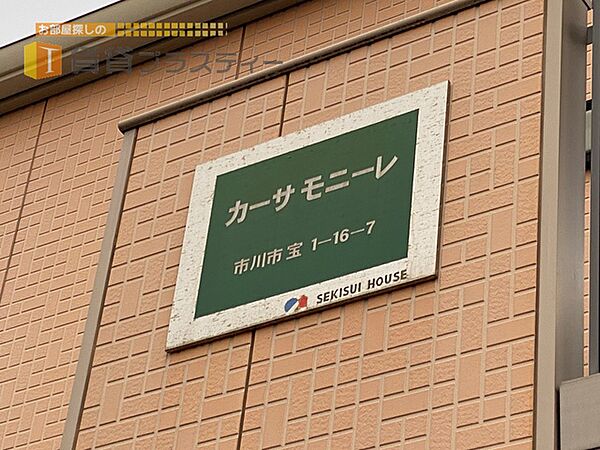 お部屋探しの
賃貸プラスティー
カーサ モニーレ
市川市 宝 1-16-7
SEKISUI HOUSE